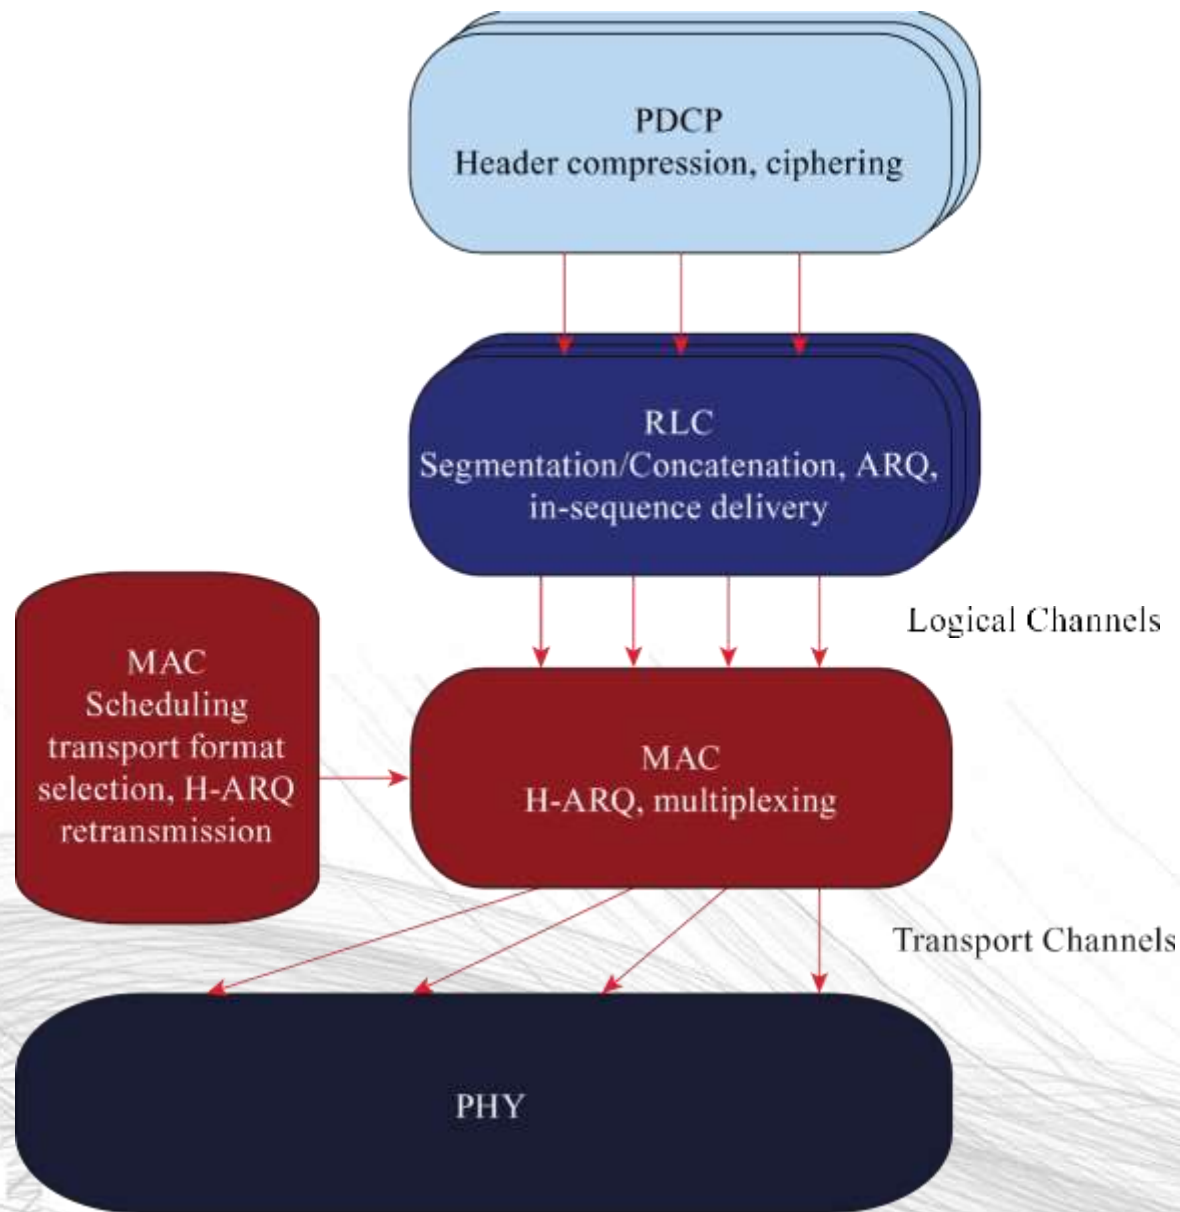 PDCP
Header compression, ciphering
RLC
Segmentation/Concatenation, ARQ,
in-sequence delivery
Logical Channels
MAC
Scheduling
transport format
selection, H-ARQ
retransmission
MAC
H-ARQ, multiplexing
Transport Channels
PHY